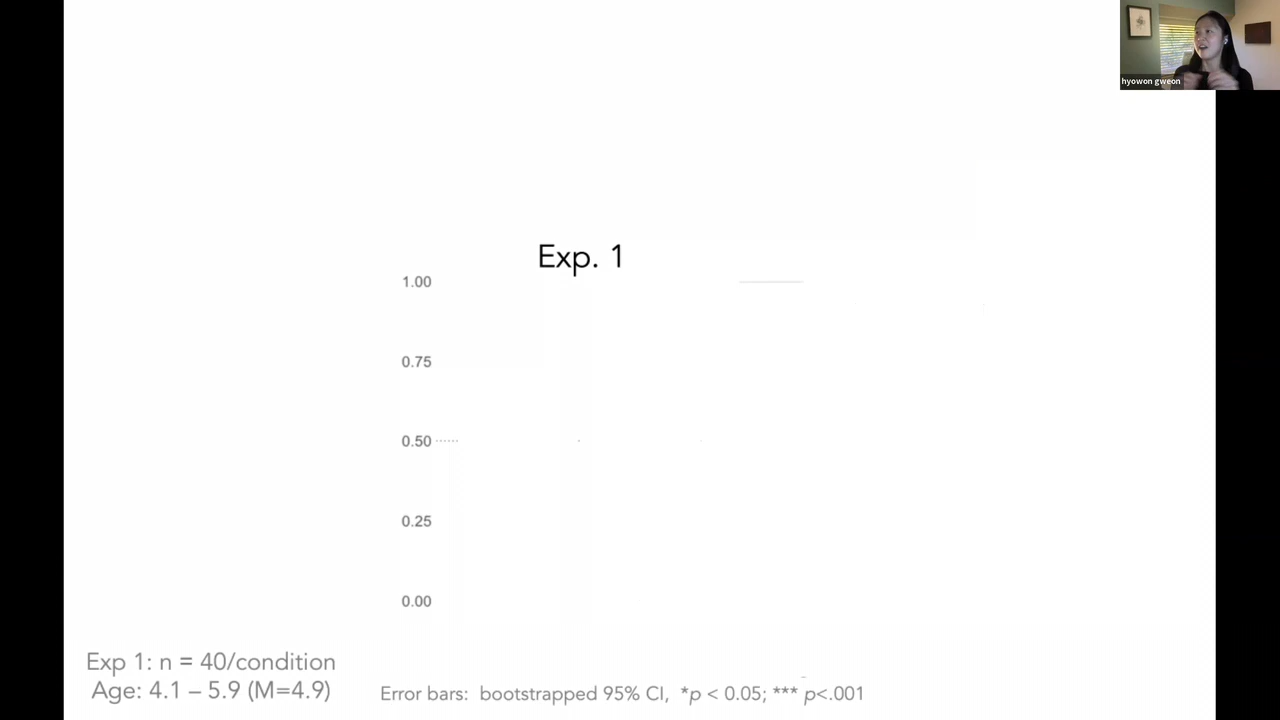 hyowon gweon
Exp. 1
1.00
0.75
0.50
0.25
0.00
Exp 1: n = 40/condition
Age: 4.1 – 5.9 (M=4.9)
Error bars: bootstrapped 95% CI, *p < 0.05; *** p<.001